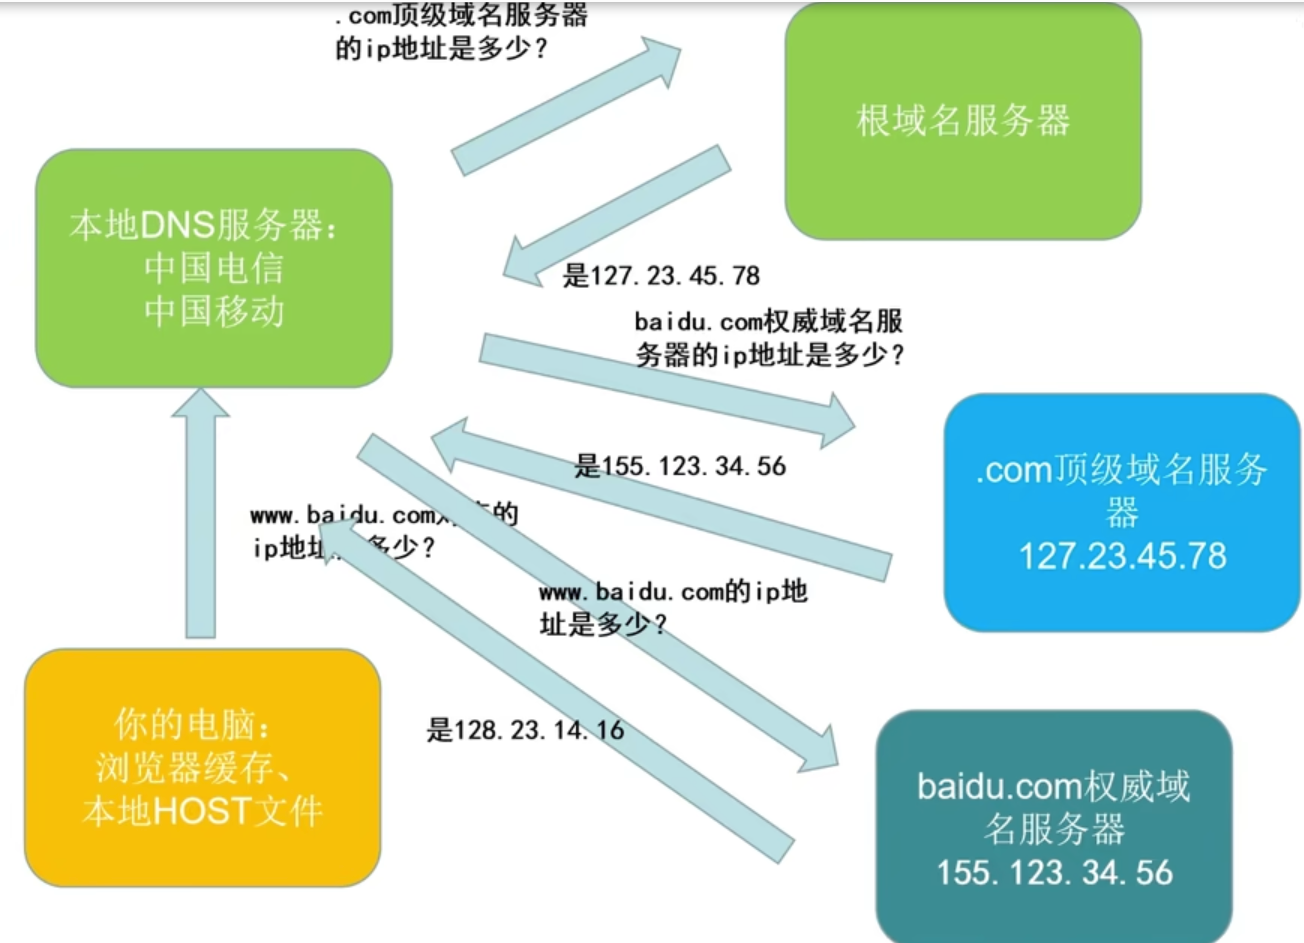 .com顶级域名服务器
的ip地址是多少？
根域名服务器
本地DNS服务器：
中国电信
中国移动
是127.23.45.78
baidu.com权威域名服
务器的ip地址是多少？
是155.123.34.56
.com顶级域名服务
器
127.23.45.78
www.baidu.com 的
ip地址 多少？
www.baidu.com的ip地
址是多少？
你的电脑：
浏览器缓存、
本地HOST文件
是128.23.14.16
baidu.com权威域
名服务器
155.123.34.56